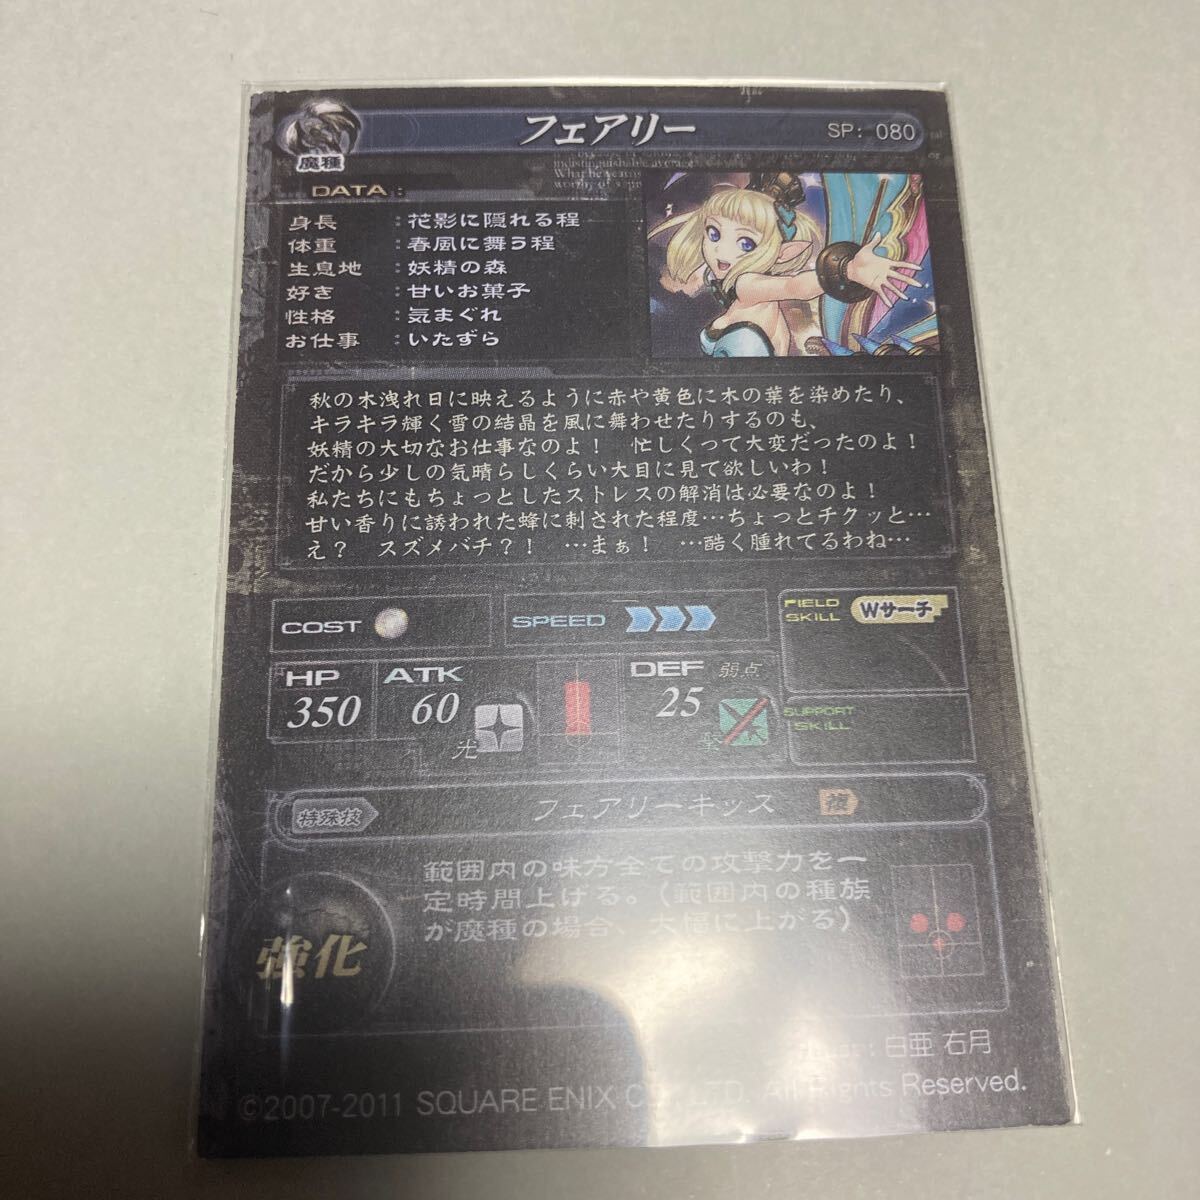 フェアリー
SP: 080
魔種
DATA :
身長 : 花影に隠れる程
体重 : 春風に舞う程
生息地 : 妖精の森
好き : 甘いお菓子
性格 : 気まぐれ
お仕事 : いたずら
秋の木洩れ日に映えるように赤や黄色に木の葉を染めたり、
キラキラ輝く雪の結晶を風に舞わせたりするのも、
妖精の大切なお仕事なのよ! 忙しくって大変だったのよ!
だから少しの気晴らしくらい大目に見て欲しいわ!
私たちにもちょっとしたストレスの解消は必要なのよ!
甘い香りに誘われた蜂に刺された程度…ちょっとチクッと…
え? スズメバチ?! …まぁ! …酷く腫れてるわね…
COST
SPEED
FIELD SKILL Wサーチ
HP 350
ATK 60
光
DEF 25
弱点
SUPPORT SKILL
特殊技
フェアリーキッス
複
範囲内の味方全ての攻撃力を一
定時間上げる。(範囲内の種族
が魔種の場合、大幅に上がる)
強化
: 白亜 右月
©2007-2011 SQUARE ENIX CO., LTD. All Rights Reserved.